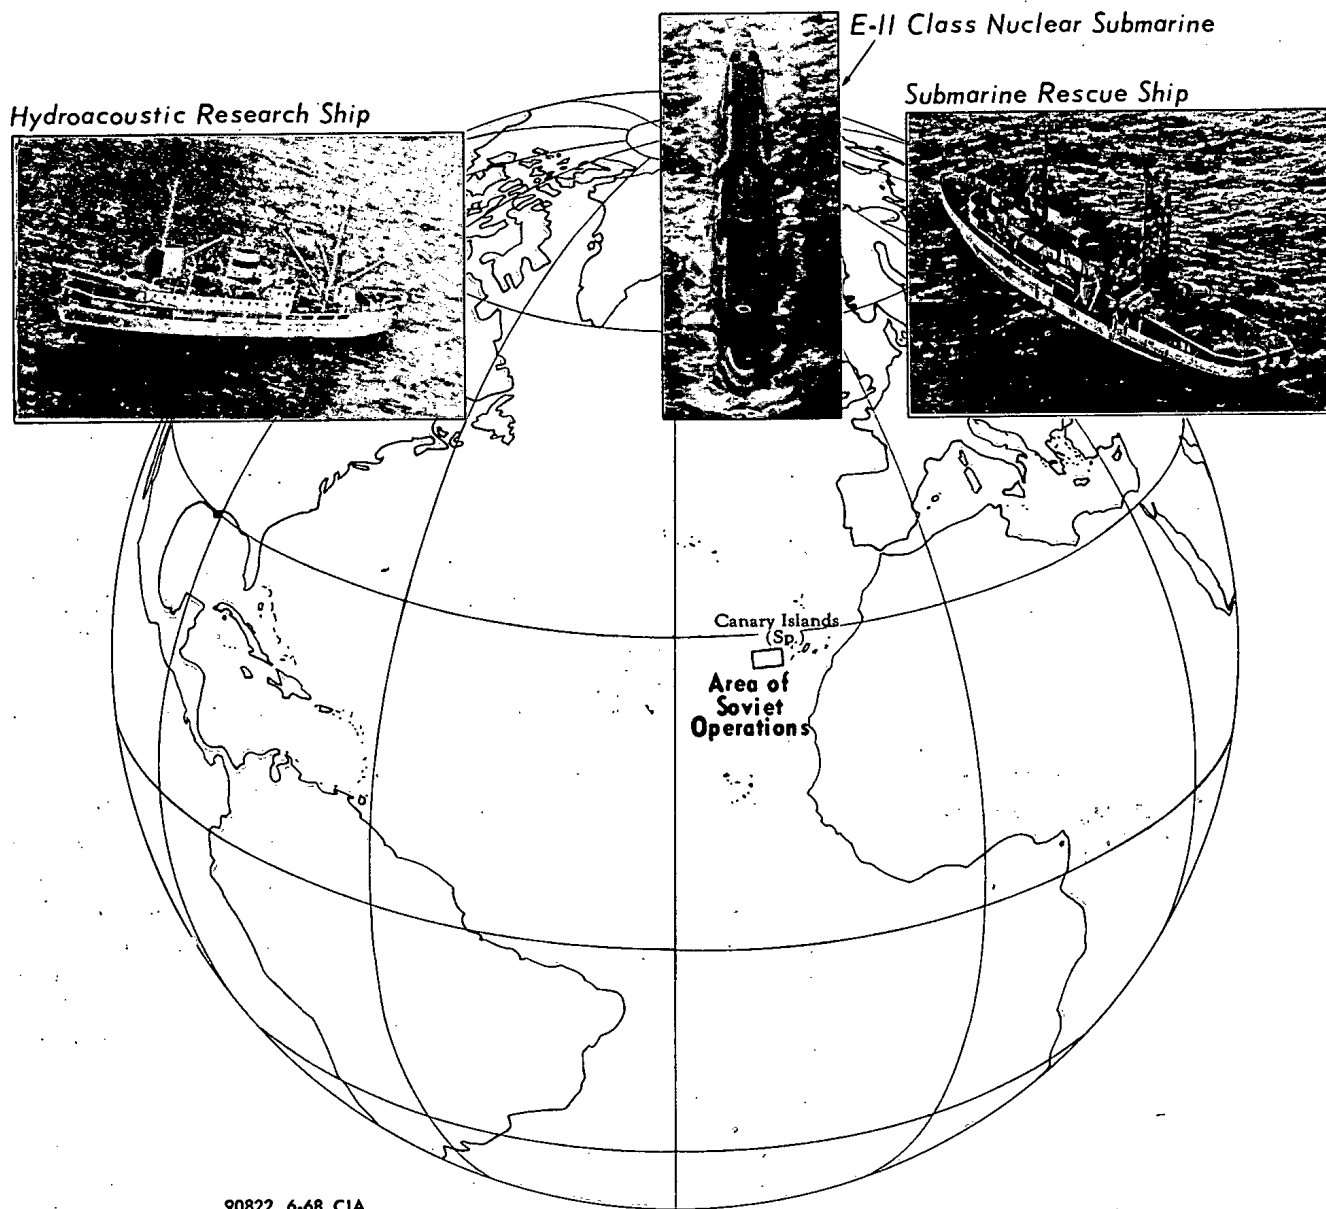 E-II Class Nuclear Submarine
Hydroacoustic Research Ship
Submarine Rescue Ship
Canary Islands
(Sp.)
Area of
Soviet
Operations
90822 6-68 CIA